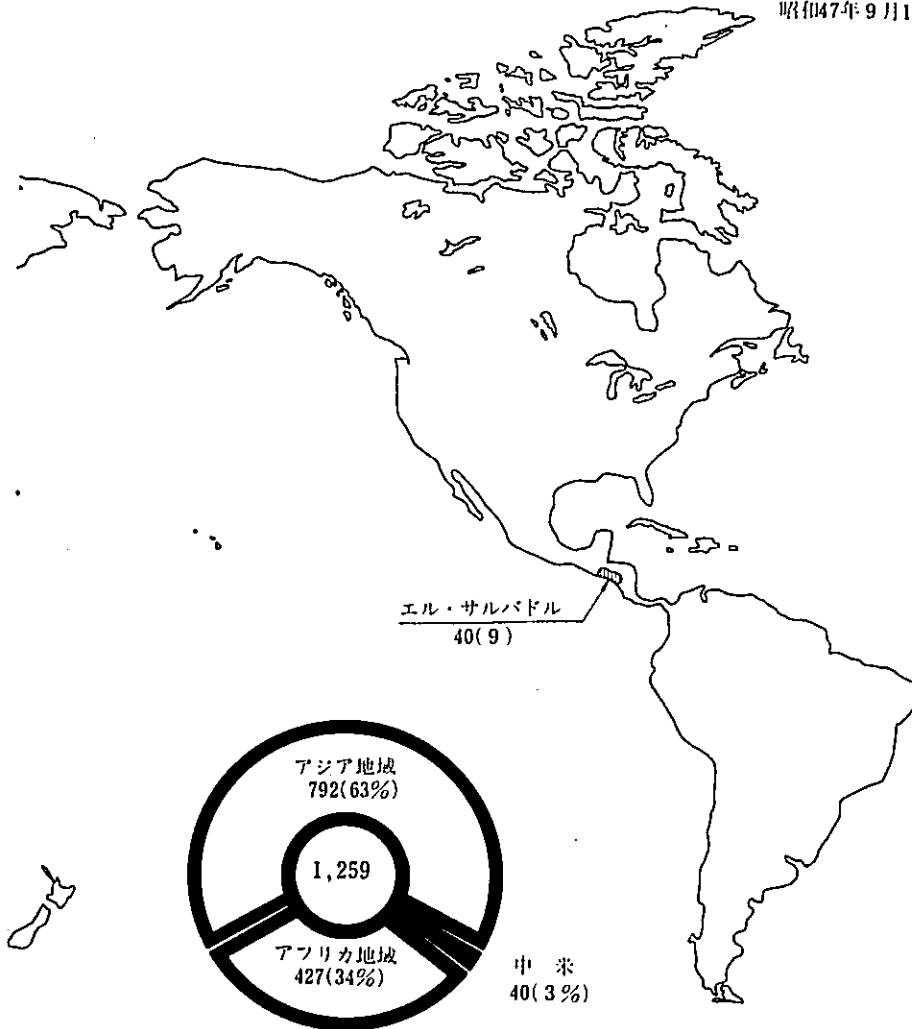 昭和47年9月1
エル・サルバドル
40(9)
アジア地域
792(63%)
1,259
アフリカ地域
427(34%)
中米
40(3%)